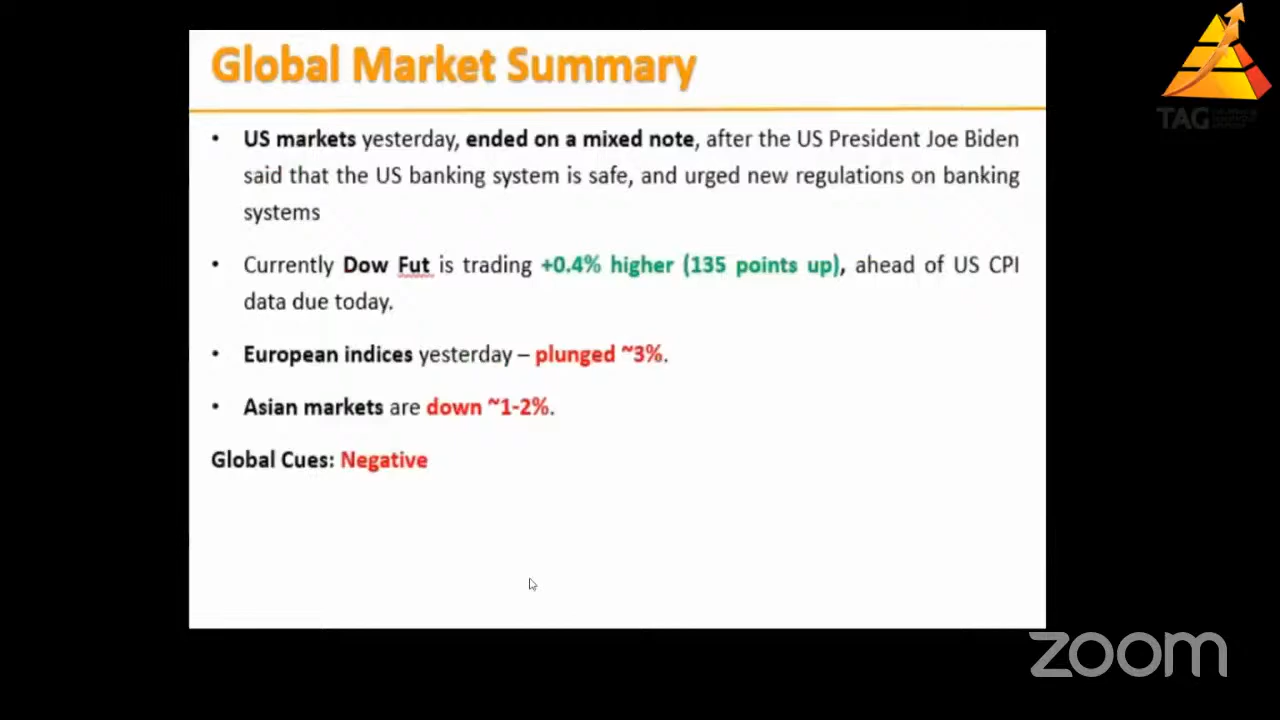 Global Market Summary
• US markets yesterday, ended on a mixed note, after the US President Joe Biden
said that the US banking system is safe, and urged new regulations on banking
systems
• Currently Dow Fut is trading +0.4% higher (135 points up), ahead of US CPI
data due today.
• European indices yesterday – plunged ~3%.
• Asian markets are down ~1-2%.
Global Cues: Negative
TAG
zoom